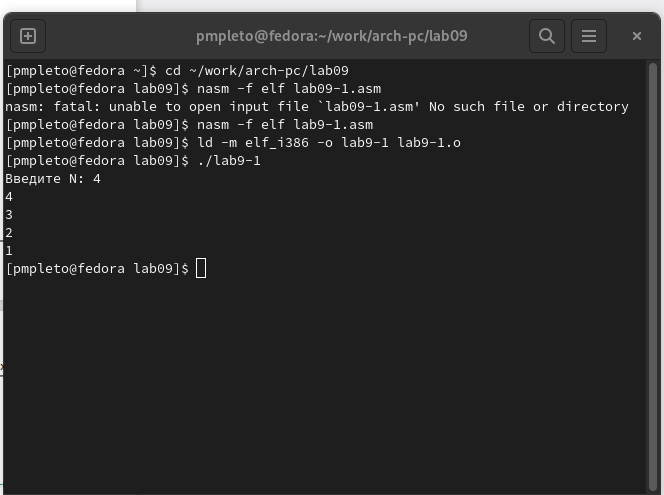 pmpleto@fedora:~/work/arch-pc/lab09
[pmpleto@fedora ~]$ cd ~/work/arch-pc/lab09
[pmpleto@fedora lab09]$ nasm -f elf lab09-1.asm
nasm: fatal: unable to open input file `lab09-1.asm' No such file or directory
[pmpleto@fedora lab09]$ nasm -f elf lab9-1.asm
[pmpleto@fedora lab09]$ ld -m elf_i386 -o lab9-1 lab9-1.o
[pmpleto@fedora lab09]$ ./lab9-1
Введите N: 4
4
3
2
1
[pmpleto@fedora lab09]$